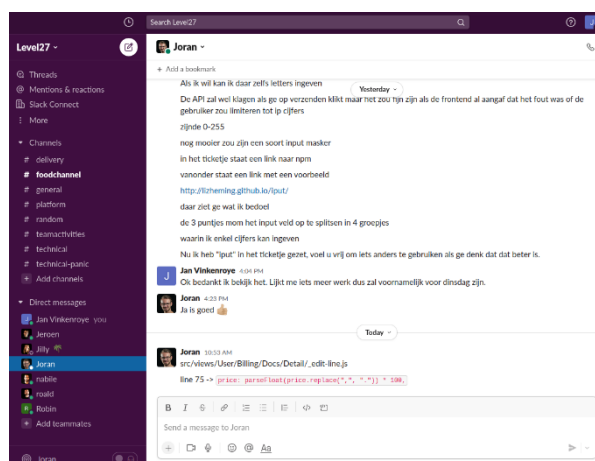 Search Level27
Level27
Threads
Mentions & reactions
Slack Connect
More
Channels
# delivery
# foodchannel
# general
# platform
# random
# teamactivities
# technical
# technical-panic
+ Add channels
Direct messages
Jan Vinkenroye you
Jeroen
Jilly
Joran
nabile
roald
Robin
+ Add teammates
Joran
Joran
+ Add a bookmark
Als ik wil kan ik daar zelfs letters ingeven
Yesterday
De API zal wel klagen als ge op verzenden klikt maar het zou fijn zijn als de frontend al aangaf dat het fout was of de
gebruiker zou limiteren tot ip cijfers
zijnde 0-255
nog mooier zou zijn een soort input masker
in het ticketje staat een link naar npm
vanonder staat een link met een voorbeeld
http://lizheming.github.io/iput/
daar ziet ge wat ik bedoel
de 3 puntjes mom het input veld op te splitsen in 4 groepjes
waarin ik enkel cijfers kan ingeven
Nu ik heb "iput" in het ticketje gezet, voel u vrij om iets anders te gebruiken als ge denk dat dat beter is.
J
Jan Vinkenroye 4:04 PM
Ok bedankt ik bekijk het. Lijkt me iets meer werk dus zal voornamelijk voor dinsdag zijn.
Joran 4:23 PM
Ja is goed
Today
Joran 10:53 AM
src/views/User/Billing/Docs/Detail/_edit-line.js
line 75 -> price: parseFloat(price.replace(",", ".")) * 100,
B I S
Send a message to Joran
+ @ Aa